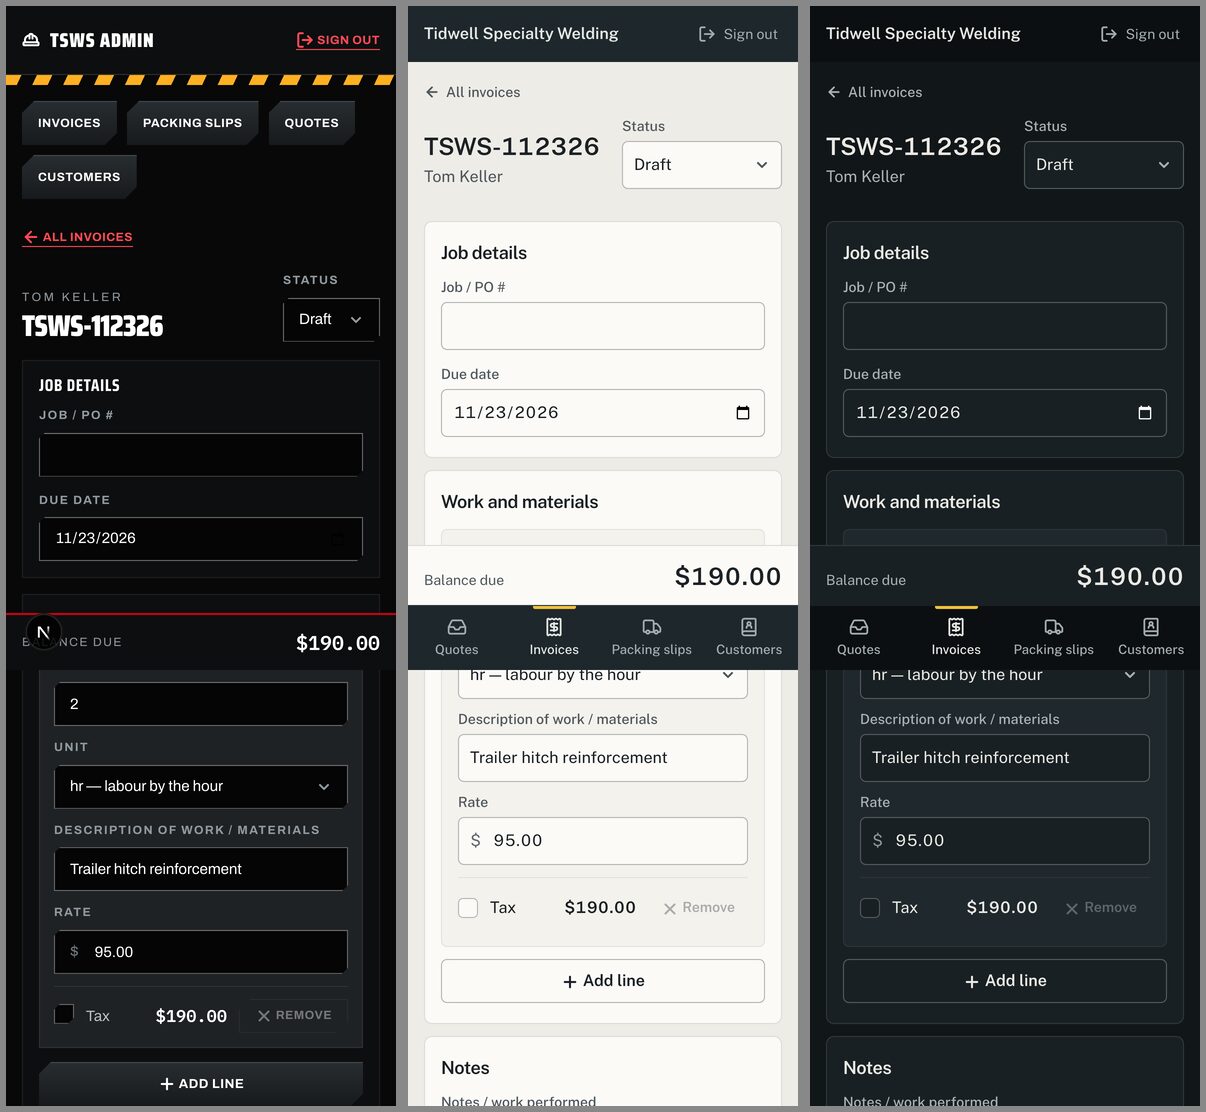 TSWS ADMIN
SIGN OUT
INVOICES
PACKING SLIPS
QUOTES
CUSTOMERS
ALL INVOICES
TOM KELLER
TSWS-112326
STATUS
Draft
JOB DETAILS
JOB / PO #
DUE DATE
11/23/2026
N
NCE DUE
$190.00
2
UNIT
hr — labour by the hour
DESCRIPTION OF WORK / MATERIALS
Trailer hitch reinforcement
RATE
$ 95.00
Tax
$190.00
REMOVE
ADD LINE
Tidwell Specialty Welding
Sign out
All invoices
TSWS-112326
Tom Keller
Status
Draft
Job details
Job / PO #
Due date
11/23/2026
Work and materials
Balance due
$190.00
Quotes
Invoices
Packing slips
Customers
hr — labour by the hour
Description of work / materials
Trailer hitch reinforcement
Rate
$ 95.00
Tax
$190.00
Remove
Add line
Notes
Notes / work performed
Tidwell Specialty Welding
Sign out
All invoices
TSWS-112326
Tom Keller
Status
Draft
Job details
Job / PO #
Due date
11/23/2026
Work and materials
Balance due
$190.00
Quotes
Invoices
Packing slips
Customers
hr — labour by the hour
Description of work / materials
Trailer hitch reinforcement
Rate
$ 95.00
Tax
$190.00
Remove
Add line
Notes
Notes / work performed